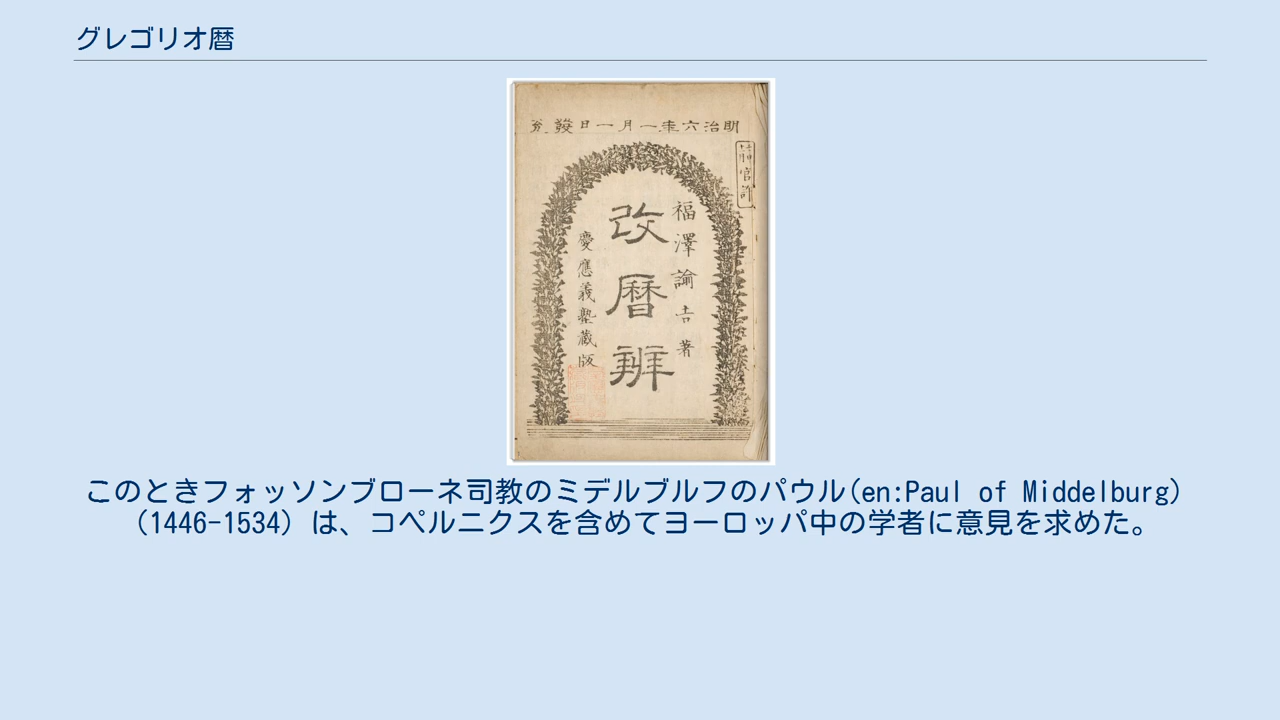 グレゴリオ暦
明治六年一月一日發兌
官許
福澤諭吉著
改暦辨
慶應義塾藏版
このときフォッソンブローネ司教のミデルブルフのパウル(en:Paul of Middelburg)
(1446-1534) は、コペルニクスを含めてヨーロッパ中の学者に意見を求めた。